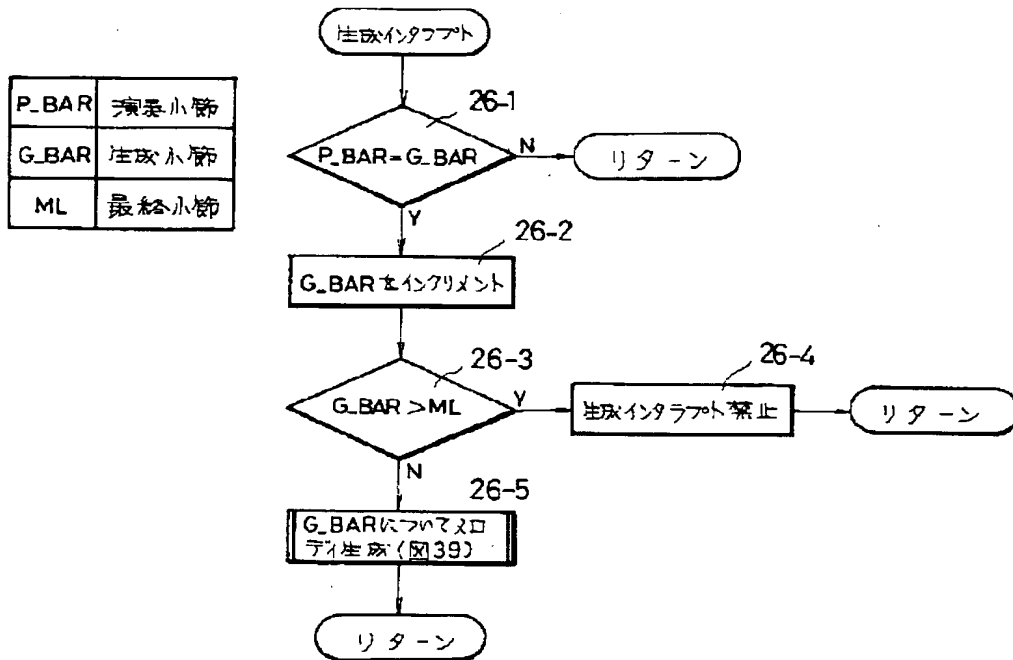 生成インタラプト
P_BAR 演奏小節
G_BAR 生成小節
ML 最終小節
26-1
P_BAR=G_BAR
N
リターン
Y
26-2
G_BARをインクリメント
26-3
G_BAR>ML
Y
26-4
生成インタラプト禁止
リターン
N
26-5
G_BARについてメロ
ディ生成(図39)
リターン